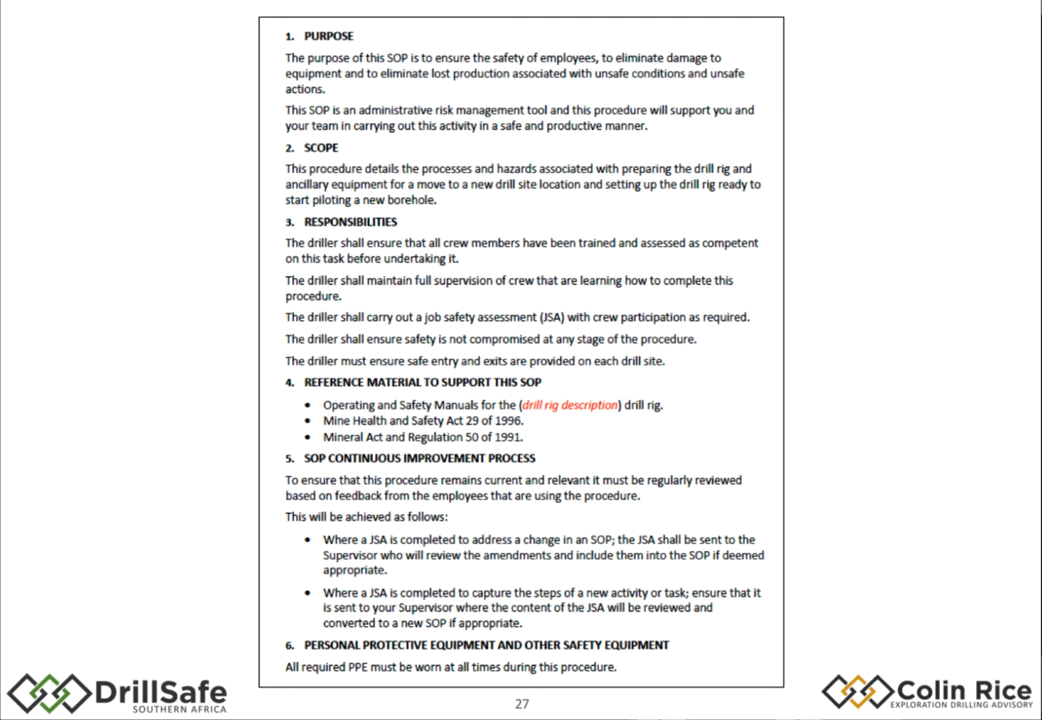 1. PURPOSE
The purpose of this SOP is to ensure the safety of employees, to eliminate damage to
equipment and to eliminate lost production associated with unsafe conditions and unsafe
actions.
This SOP is an administrative risk management tool and this procedure will support you and
your team in carrying out this activity in a safe and productive manner.
2. SCOPE
This procedure details the processes and hazards associated with preparing the drill rig and
ancillary equipment for a move to a new drill site location and setting up the drill rig ready to
start piloting a new borehole.
3. RESPONSIBILITIES
The driller shall ensure that all crew members have been trained and assessed as competent
on this task before undertaking it.
The driller shall maintain full supervision of crew that are learning how to complete this
procedure.
The driller shall carry out a job safety assessment (JSA) with crew participation as required.
The driller shall ensure safety is not compromised at any stage of the procedure.
The driller must ensure safe entry and exits are provided on each drill site.
4. REFERENCE MATERIAL TO SUPPORT THIS SOP
• Operating and Safety Manuals for the (drill rig description) drill rig.
• Mine Health and Safety Act 29 of 1996.
• Mineral Act and Regulation 50 of 1991.
5. SOP CONTINUOUS IMPROVEMENT PROCESS
To ensure that this procedure remains current and relevant it must be regularly reviewed
based on feedback from the employees that are using the procedure.
This will be achieved as follows:
• Where a JSA is completed to address a change in an SOP; the JSA shall be sent to the
Supervisor who will review the amendments and include them into the SOP if deemed
appropriate.
• Where a JSA is completed to capture the steps of a new activity or task; ensure that it
is sent to your Supervisor where the content of the JSA will be reviewed and
converted to a new SOP if appropriate.
6. PERSONAL PROTECTIVE EQUIPMENT AND OTHER SAFETY EQUIPMENT
All required PPE must be worn at all times during this procedure.
DrillSafe
SOUTHERN AFRICA
27
Colin Rice
EXPLORATION DRILLING ADVISORY